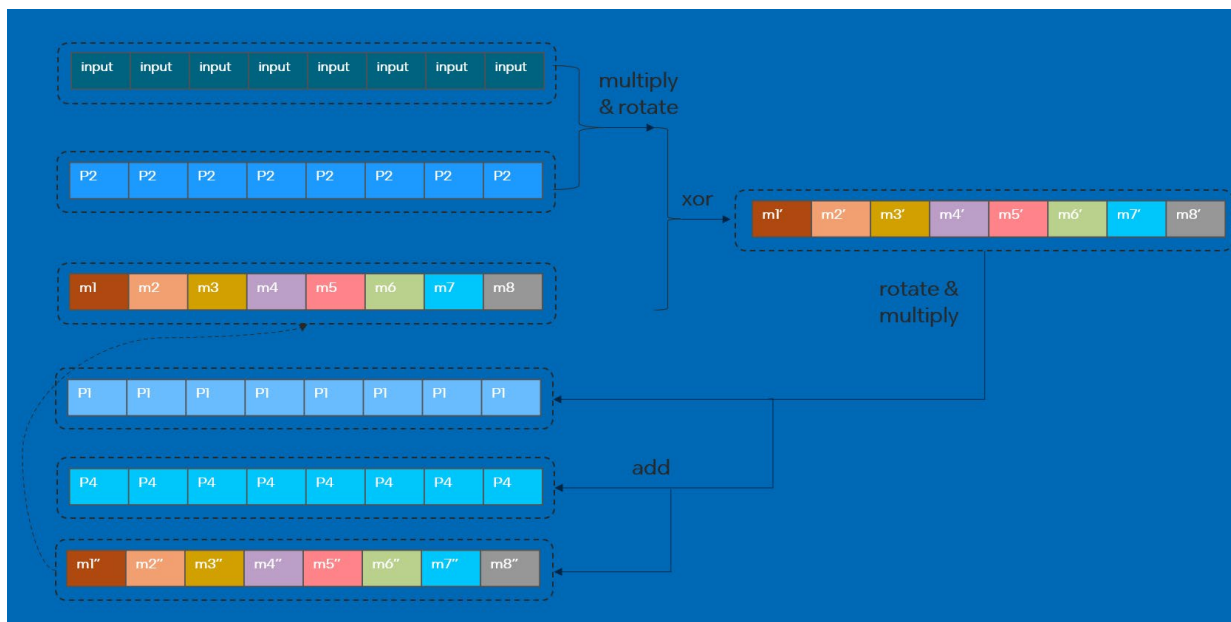 input input input input input input input input
multiply
& rotate
P2 P2 P2 P2 P2 P2 P2 P2
xor
m1' m2' m3' m4' m5' m6' m7' m8'
m1 m2 m3 m4 m5 m6 m7 m8
rotate &
multiply
P1 P1 P1 P1 P1 P1 P1 P1
add
P4 P4 P4 P4 P4 P4 P4 P4
m1" m2" m3" m4" m5" m6" m7" m8"